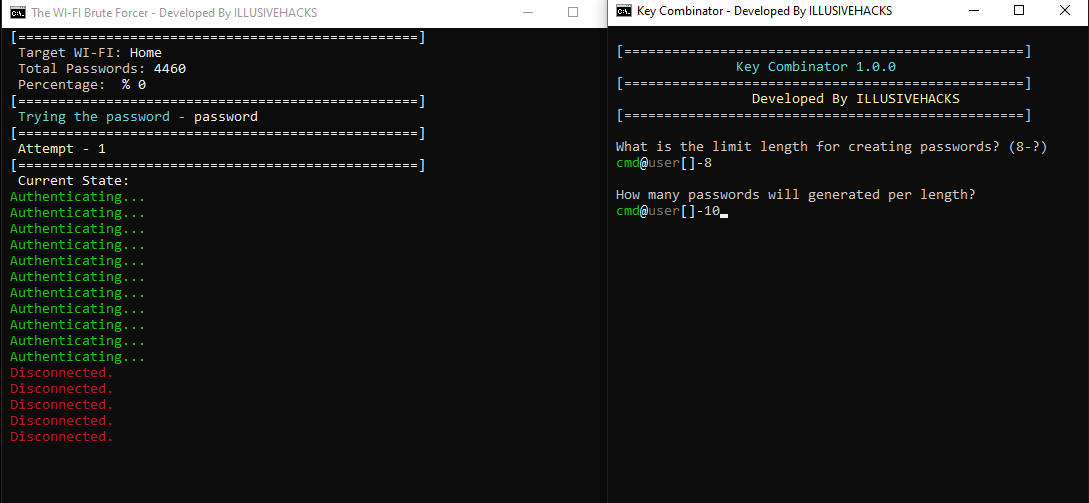 The WI-FI Brute Forcer - Developed By ILLUSIVEHACKS
[==================================================]
Target WI-FI: Home
Total Passwords: 4460
Percentage:  % 0
[==================================================]
Trying the password - password
[==================================================]
Attempt - 1
[==================================================]
Current State:
Authenticating...
Authenticating...
Authenticating...
Authenticating...
Authenticating...
Authenticating...
Authenticating...
Authenticating...
Authenticating...
Authenticating...
Authenticating...
Disconnected.
Disconnected.
Disconnected.
Disconnected.
Disconnected.
Key Combinator - Developed By ILLUSIVEHACKS
[==================================================]
Key Combinator 1.0.0
[==================================================]
Developed By ILLUSIVEHACKS
[==================================================]
What is the limit length for creating passwords? (8-?)
cmd@user[]-8
How many passwords will generated per length?
cmd@user[]-10